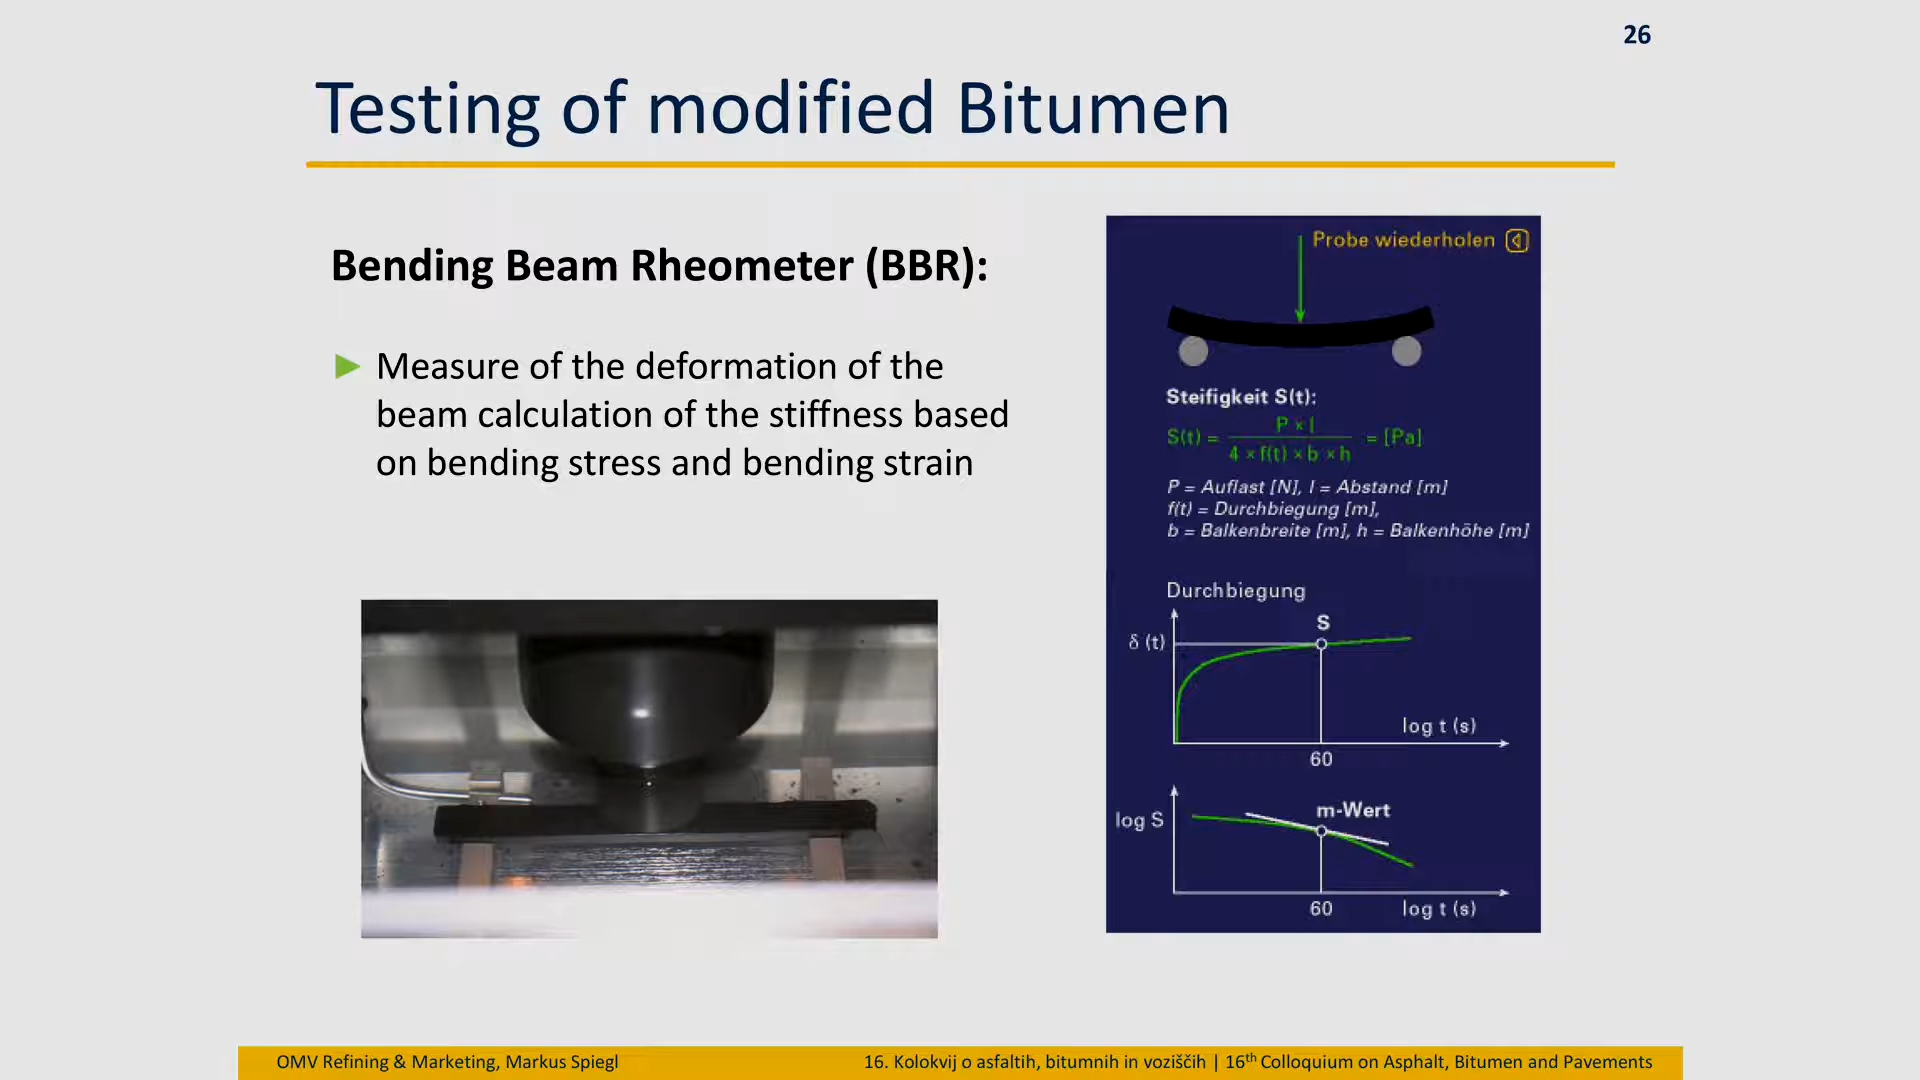 26
Testing of modified Bitumen
Bending Beam Rheometer (BBR):
Measure of the deformation of the
beam calculation of the stiffness based
on bending stress and bending strain
Probe wiederholen
Steifigkeit S(t):
S(t) = P × l / 4 × f(t) × b × h = [Pa]
P = Auflast [N], l = Abstand [m]
f(t) = Durchbiegung [m],
b = Balkenbreite [m], h = Balkenhöhe [m]
Durchbiegung
S
δ (t)
log t (s)
60
m-Wert
log S
60
log t (s)
OMV Refining & Marketing, Markus Spiegl
16. Kolokvij o asfaltih, bitumnih in voziščih | 16th Colloquium on Asphalt, Bitumen and Pavements